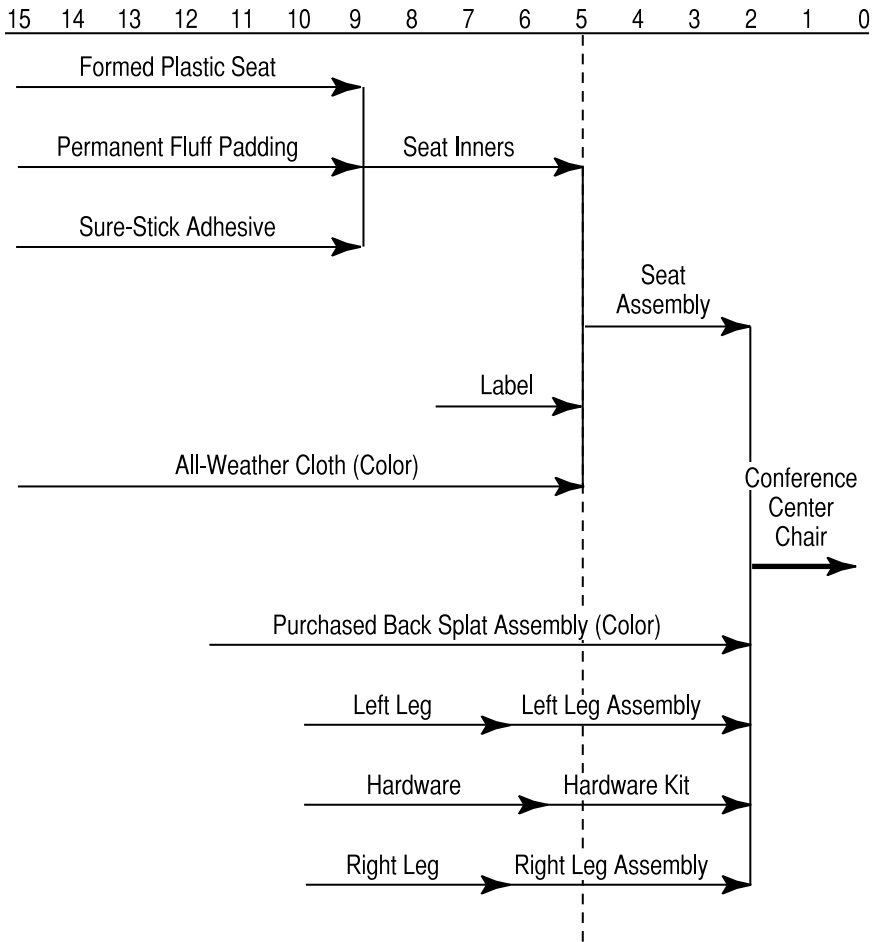 15 14 13 12 11 10 9 8 7 6 5 4 3 2 1 0
Formed Plastic Seat
Permanent Fluff Padding
Seat Inners
Sure-Stick Adhesive
Seat
Assembly
Label
All-Weather Cloth (Color)
Conference
Center
Chair
Purchased Back Splat Assembly (Color)
Left Leg
Left Leg Assembly
Hardware
Hardware Kit
Right Leg
Right Leg Assembly